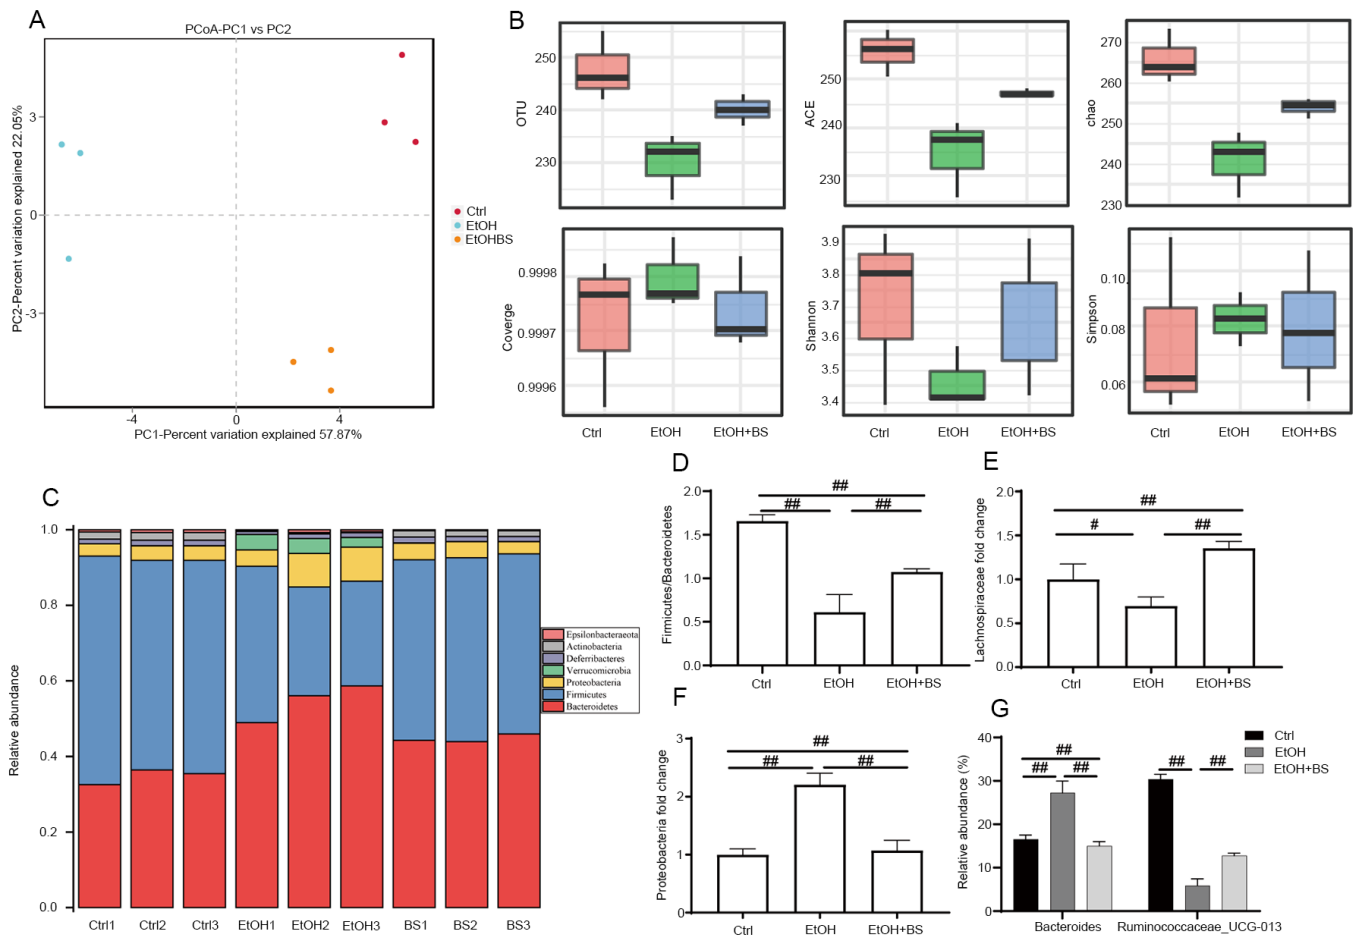 A
PCoA-PC1 vs PC2
PC2-Percent variation explained 22.05%
3
0
-3
-4
0
4
PC1-Percent variation explained 57.87%
Ctrl
EtOH
EtOHBS
B
OTU
250
240
230
ACE
250
240
230
chao
270
260
250
240
230
Coverge
0.9998
0.9997
0.9996
Ctrl
EtOH
EtOH+BS
Shannon
3.9
3.8
3.7
3.6
3.5
3.4
Ctrl
EtOH
EtOH+BS
Simpson
0.10
0.08
0.06
Ctrl
EtOH
EtOH+BS
C
Relative abundance
1.0
0.8
0.6
0.4
0.2
0.0
Ctrl1
Ctrl2
Ctrl3
EtOH1
EtOH2
EtOH3
BS1
BS2
BS3
Epsilonbacteraeota
Actinobacteria
Deferribacteres
Verrucomicrobia
Proteobacteria
Firmicutes
Bacteroidetes
D
Firmicutes/Bacteroidetes
2.0
1.5
1.0
0.5
0.0
##
##
##
Ctrl
EtOH
EtOH+BS
E
Lachnospiraceae fold change
2.0
1.5
1.0
0.5
0.0
##
#
##
Ctrl
EtOH
EtOH+BS
F
Proteobacteria fold change
3
2
1
0
##
##
##
Ctrl
EtOH
EtOH+BS
G
Relative abundance (%)
40
30
20
10
0
##
##
##
##
##
Bacteroides
Ruminococcaceae_UCG-013
Ctrl
EtOH
EtOH+BS